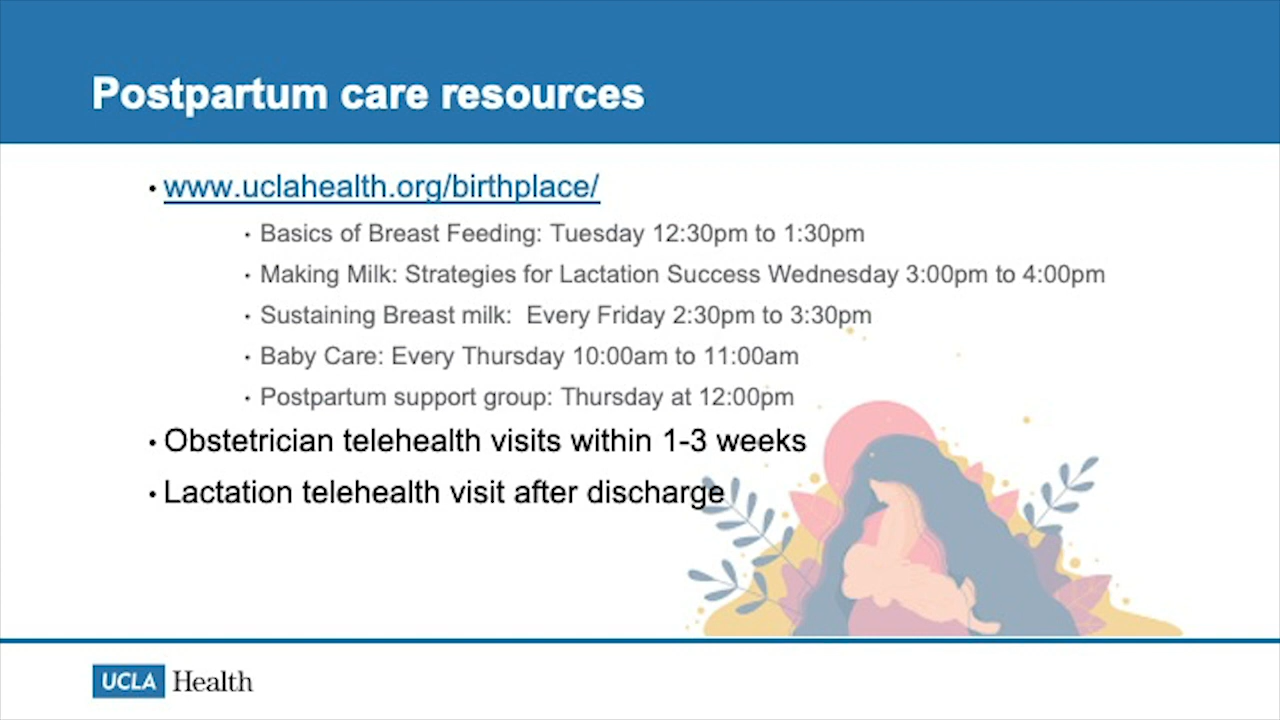 Postpartum care resources
• www.uclahealth.org/birthplace/
• Basics of Breast Feeding: Tuesday 12:30pm to 1:30pm
• Making Milk: Strategies for Lactation Success Wednesday 3:00pm to 4:00pm
• Sustaining Breast milk:  Every Friday 2:30pm to 3:30pm
• Baby Care: Every Thursday 10:00am to 11:00am
• Postpartum support group: Thursday at 12:00pm
• Obstetrician telehealth visits within 1-3 weeks
• Lactation telehealth visit after discharge
UCLA Health